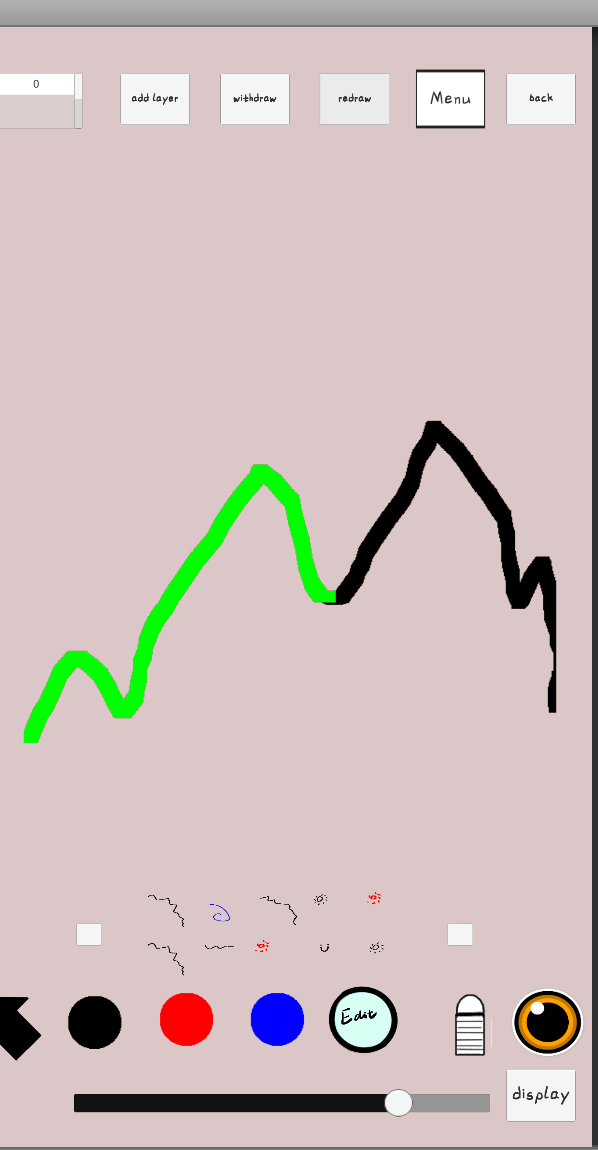 0
add layer
withdraw
redraw
Menu
back
Edit
display